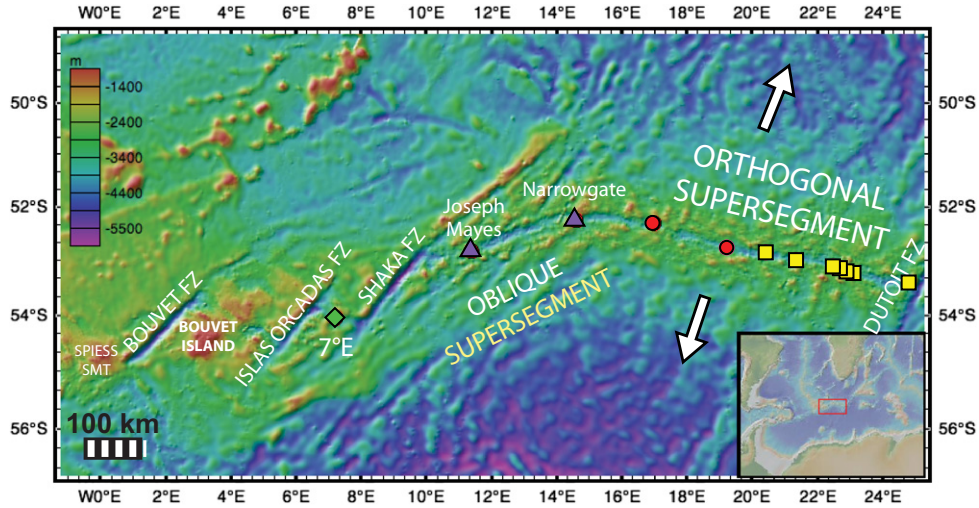 W0°E 2°E 4°E 6°E 8°E 10°E 12°E 14°E 16°E 18°E 20°E 22°E 24°E
m
-1400
-2400
-3400
-4400
-5500
50°S 50°S
52°S 52°S
54°S 54°S
56°S 56°S
ORTHOGONAL
SUPERSEGMENT
Narrowgate
Joseph
Mayes
SHAKA FZ
ISLAS ORCADAS FZ
BOUVET FZ
BOUVET
ISLAND
SPIESS
SMT
7°E
OBLIQUE
SUPERSEGMENT
DUTOIT FZ
100 km
W0°E 2°E 4°E 6°E 8°E 10°E 12°E 14°E 16°E 18°E 20°E 22°E 24°E